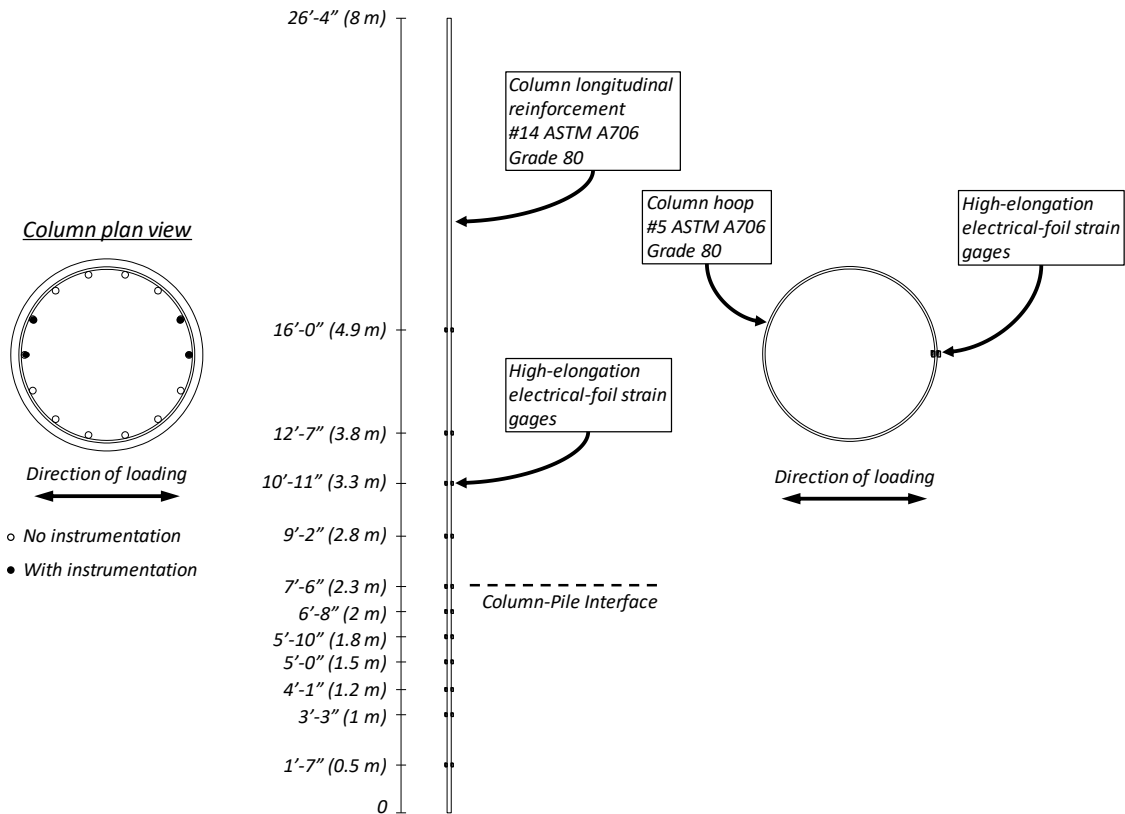 Column plan view
Direction of loading
No instrumentation
With instrumentation
26’-4” (8 m)
16’-0” (4.9 m)
12’-7” (3.8 m)
10’-11” (3.3 m)
9’-2” (2.8 m)
7’-6” (2.3 m)
6’-8” (2 m)
5’-10” (1.8 m)
5’-0” (1.5 m)
4’-1” (1.2 m)
3’-3” (1 m)
1’-7” (0.5 m)
0
Column longitudinal
reinforcement
#14 ASTM A706
Grade 80
High-elongation
electrical-foil strain
gages
Column-Pile Interface
Column hoop
#5 ASTM A706
Grade 80
High-elongation
electrical-foil strain
gages
Direction of loading